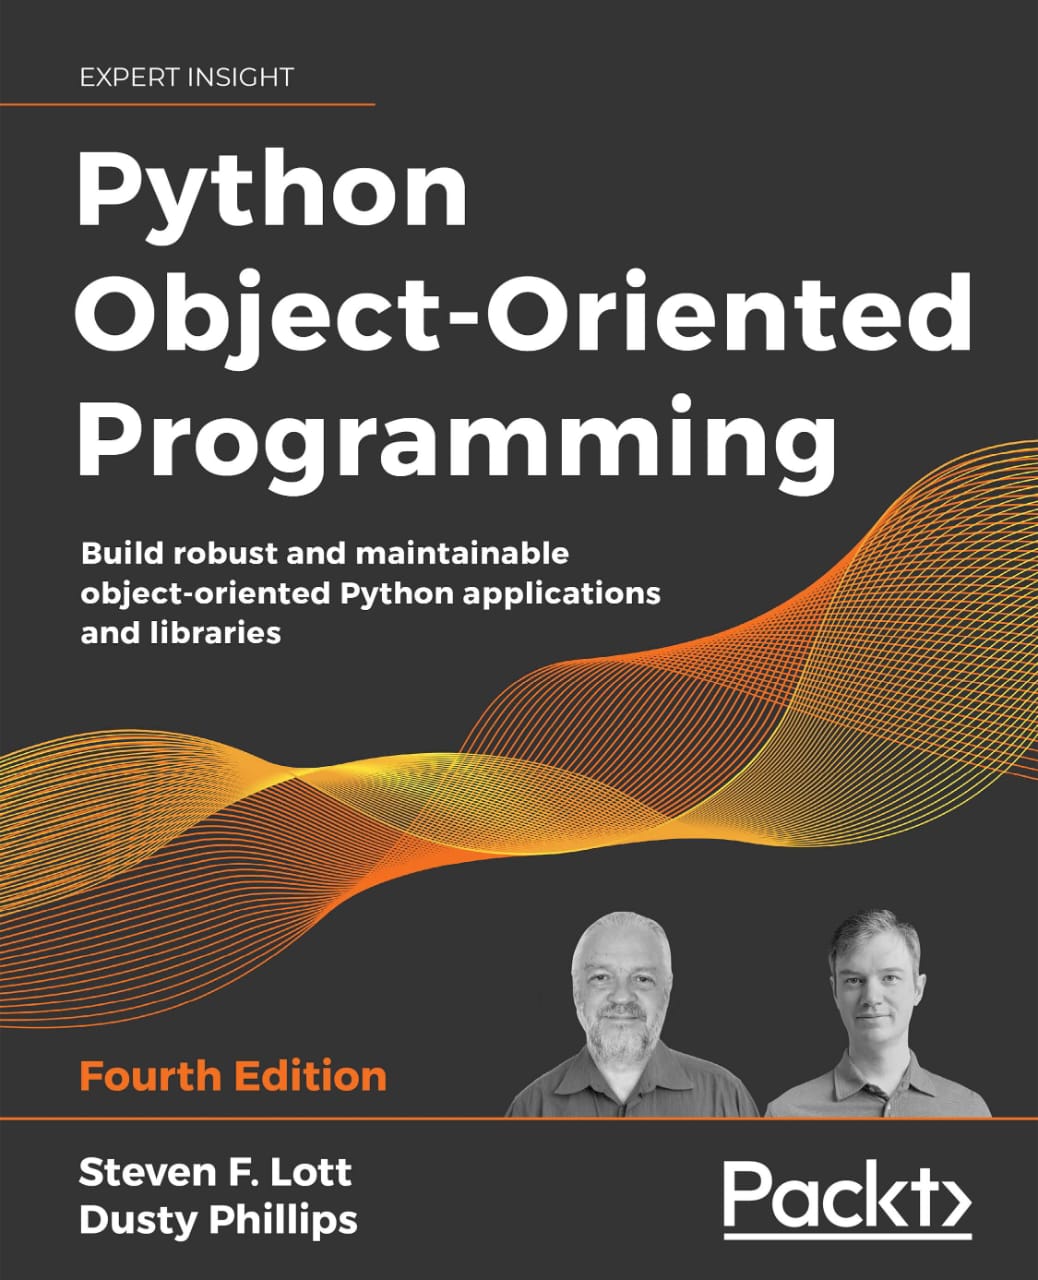 EXPERT INSIGHT
Python
Object-Oriented
Programming
Build robust and maintainable
object-oriented Python applications
and libraries
Fourth Edition
Steven F. Lott
Dusty Phillips
Packt